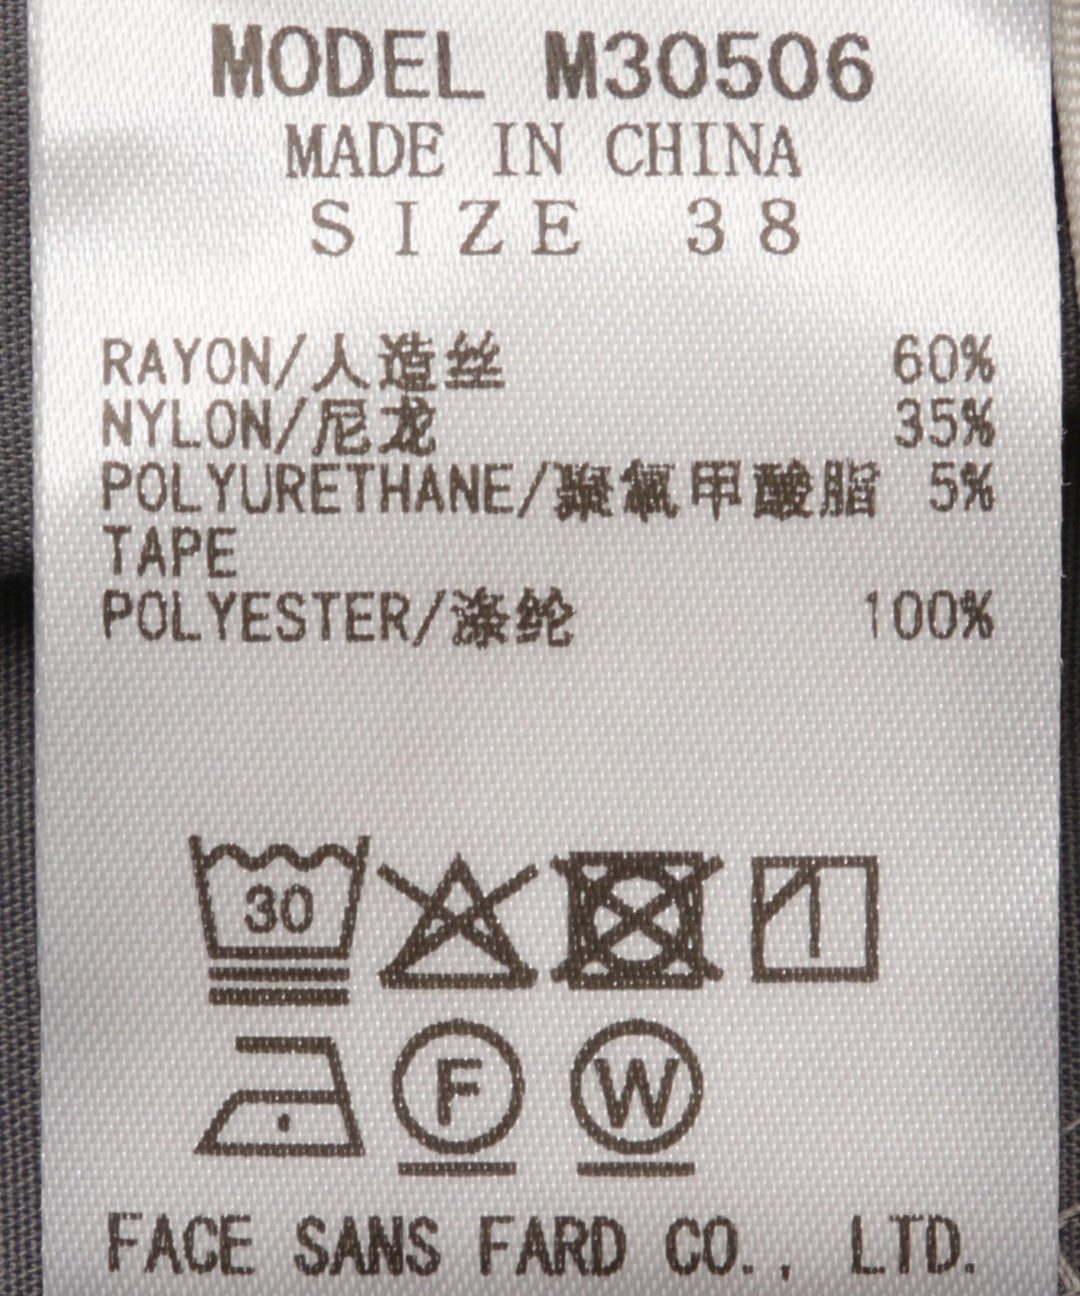 MODEL M30506
MADE IN CHINA
SIZE 38
RAYON/人造丝 60%
NYLON/尼龙 35%
POLYURETHANE/聚氨甲酸脂 5%
TAPE
POLYESTER/涤纶 100%
30
F W
FACE SANS FARD CO., LTD.